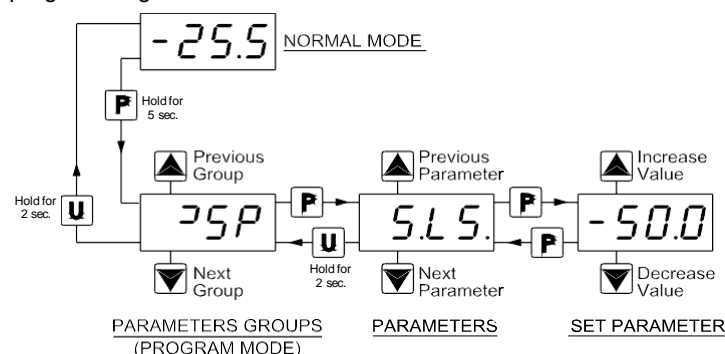 -25.5
NORMAL MODE
P
Hold for
5 sec.
Previous
Group
Previous
Parameter
Increase
Value
Hold for
2 sec.
U
P
P
SP
S.L S.
-50.0
U
P
Hold for
2 sec.
Next
Group
Next
Parameter
Decrease
Value
PARAMETERS GROUPS
(PROGRAM MODE)
PARAMETERS
SET PARAMETER